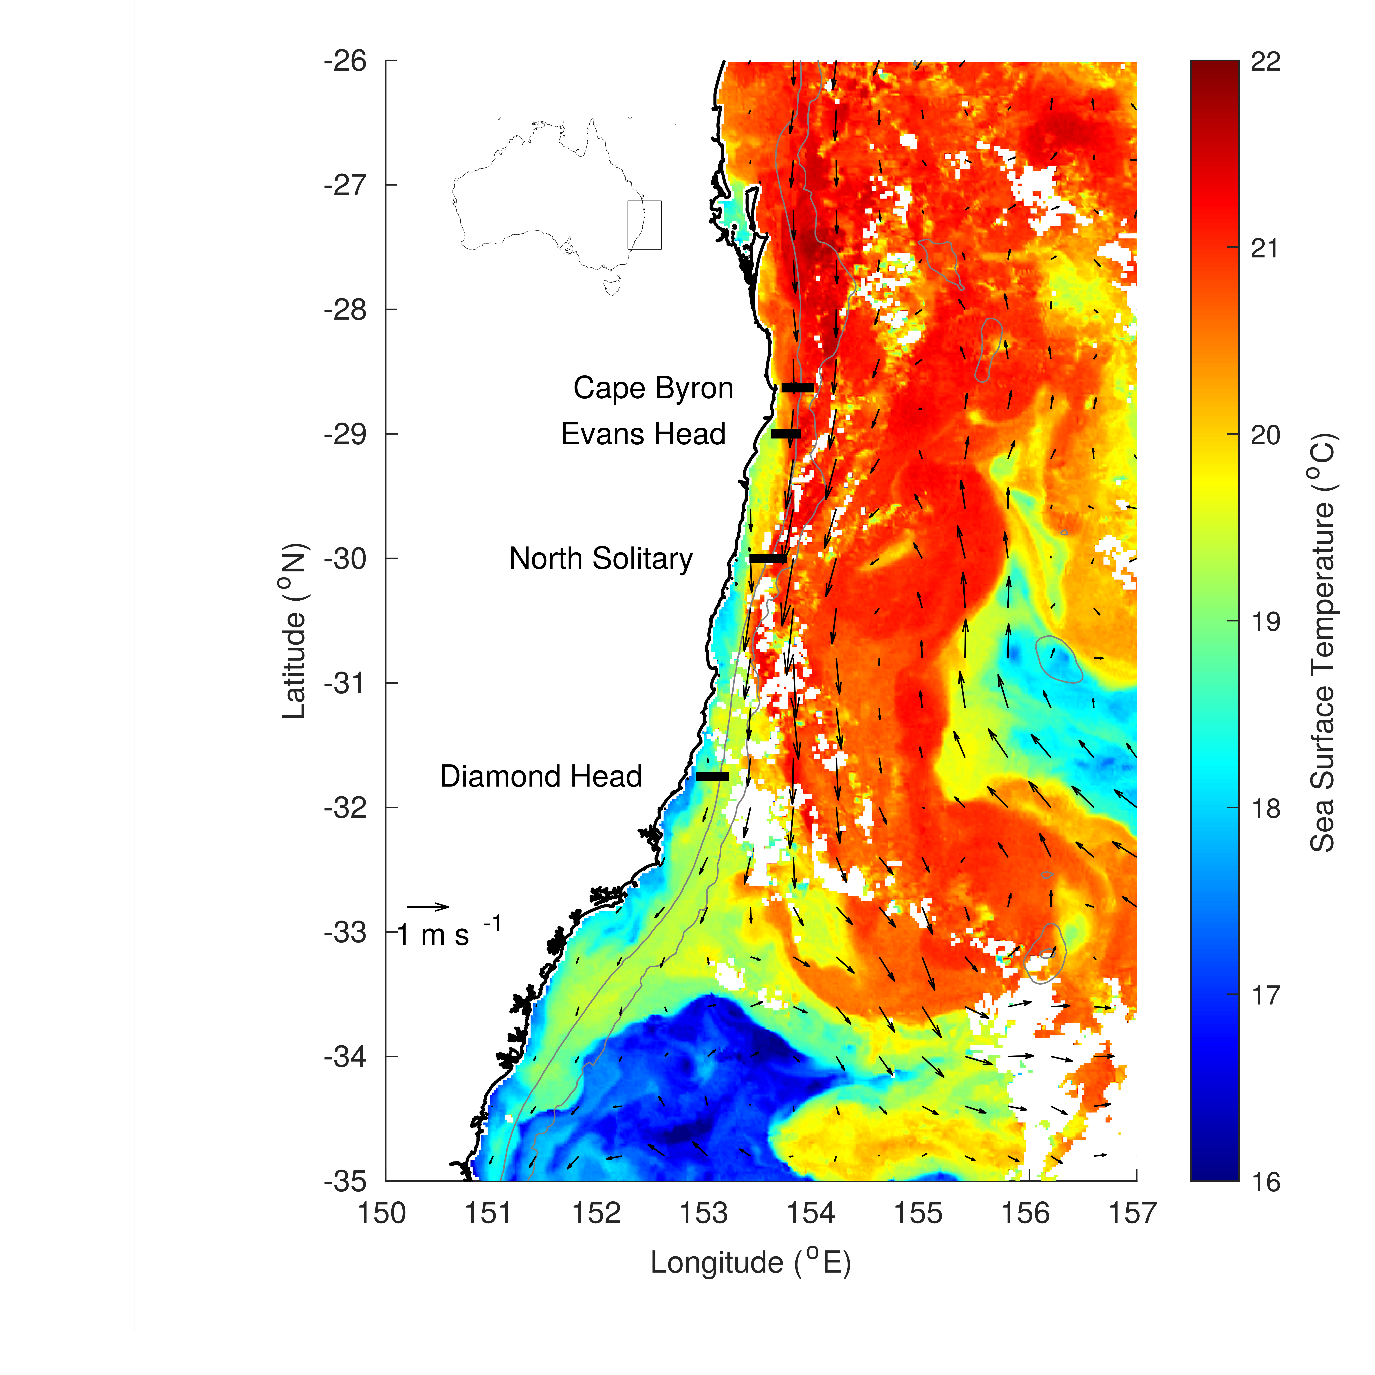 -26
-27
-28
-29
-30
-31
-32
-33
-34
-35
Latitude (°N)
Cape Byron
Evans Head
North Solitary
Diamond Head
1 m s -1
150 151 152 153 154 155 156 157
Longitude (°E)
22
21
20
19
18
17
16
Sea Surface Temperature (°C)